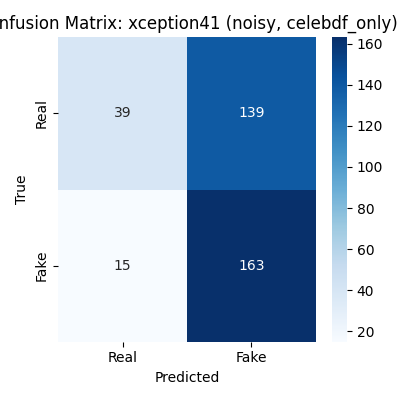 nfusion Matrix: xception41 (noisy, celebdf_only)
True
Real
Fake
39
139
15
163
Real
Fake
Predicted
160
140
120
100
80
60
40
20